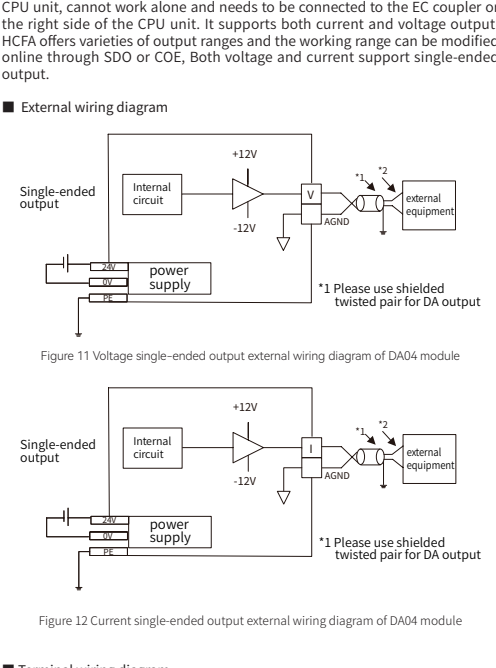 CPU unit, cannot work alone and needs to be connected to the EC coupler on
the right side of the CPU unit. It supports both current and voltage output.
HCFA offers varieties of output ranges and the working range can be modified
online through SDO or COE, Both voltage and current support single-ended
output.
■ External wiring diagram
+12V
*1 *2
Single-ended
output
Internal
circuit
V
external
equipment
AGND
-12V
24V
0V
PE
power
supply
*1 Please use shielded
twisted pair for DA output
Figure 11 Voltage single-ended output external wiring diagram of DA04 module
+12V
*1 *2
Single-ended
output
Internal
circuit
I
external
equipment
AGND
-12V
24V
0V
PE
power
supply
*1 Please use shielded
twisted pair for DA output
Figure 12 Current single-ended output external wiring diagram of DA04 module
■ Terminal wiring diagram